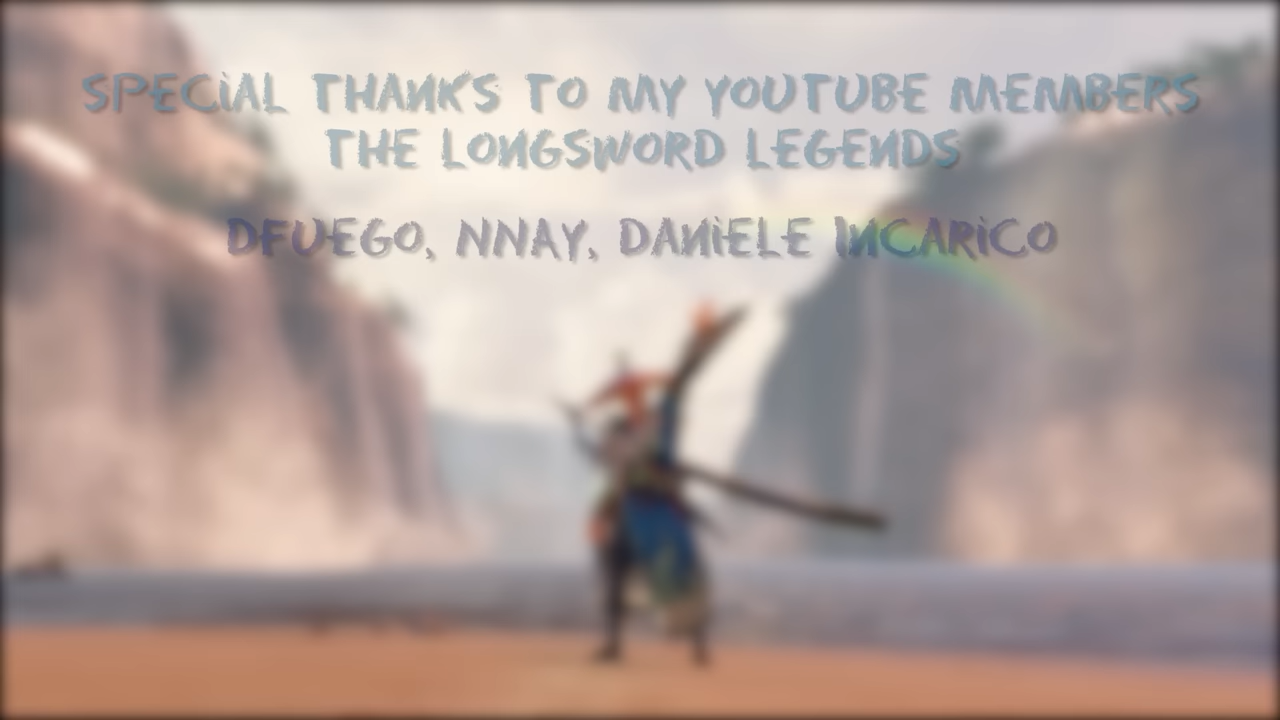 SPECiAL THANKS TO MY YOUTUBE MEMBERS
THE LONGSWORD LEGENDS
DFUEGO, NNAY, DANiELE INCARiCO